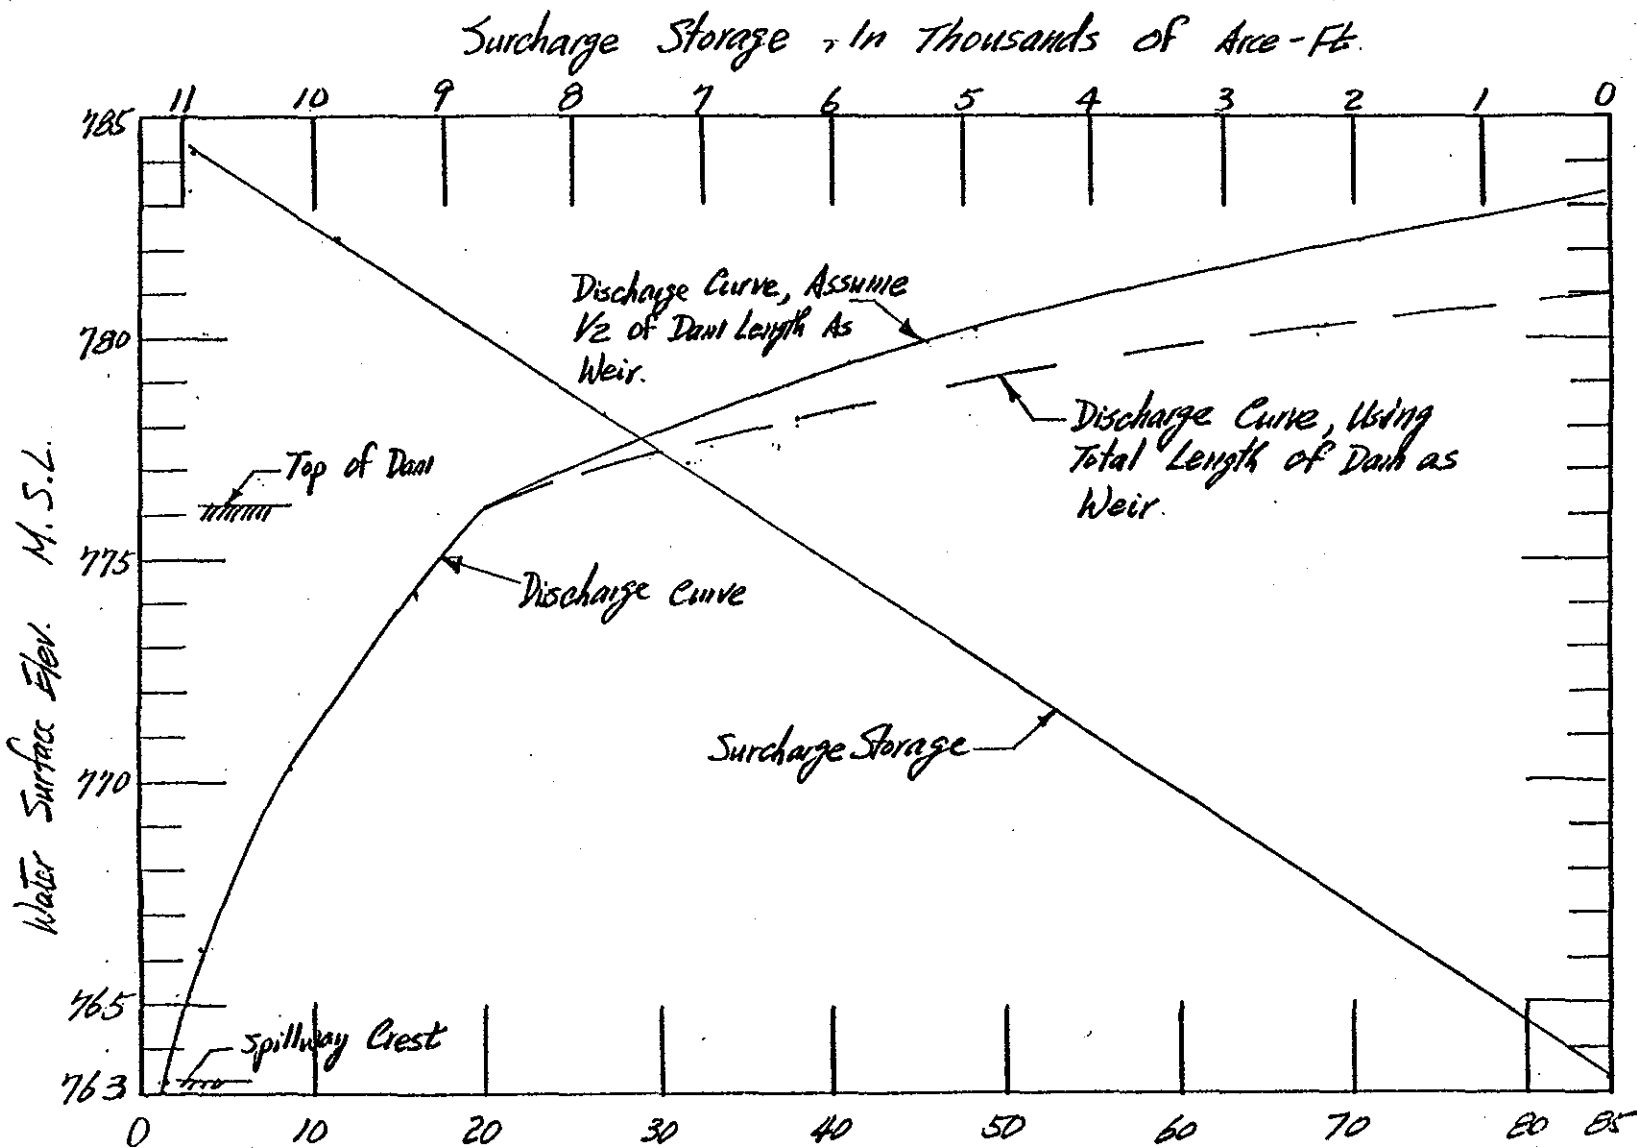 Surcharge Storage, In Thousands of Arce-Ft.
11 10 9 8 7 6 5 4 3 2 1 0
785
780
775
770
765
763
Water Surface Elev. M.S.L.
Discharge Curve, Assume
1/2 of Dam Length As
Weir.
Discharge Curve, Using
Total Length of Dam as
Weir.
Top of Dam
Discharge Curve
Surcharge Storage
Spillway Crest
0 10 20 30 40 50 60 70 80 85